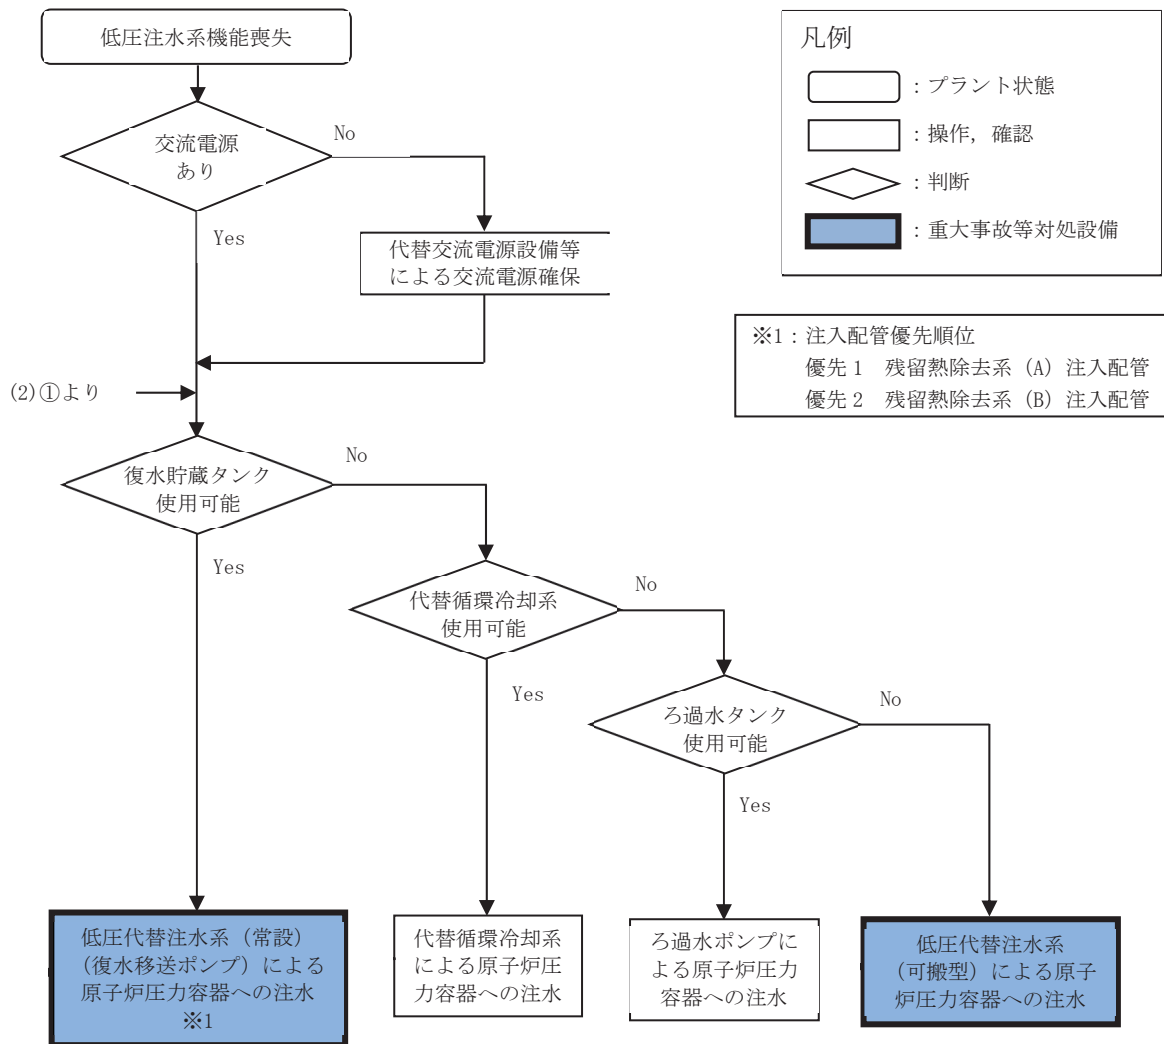 低圧注水系機能喪失
交流電源
あり
No
Yes
代替交流電源設備等
による交流電源確保
(2)①より
復水貯蔵タンク
使用可能
No
Yes
代替循環冷却系
使用可能
No
Yes
ろ過水タンク
使用可能
No
Yes
低圧代替注水系（常設）
（復水移送ポンプ）による
原子炉圧力容器への注水
※1
代替循環冷却系
による原子炉圧
力容器への注水
ろ過水ポンプに
よる原子炉圧力
容器への注水
低圧代替注水系
（可搬型）による原子
炉圧力容器への注水
凡例
：プラント状態
：操作，確認
：判断
：重大事故等対処設備
※1：注入配管優先順位
優先1　残留熱除去系（A）注入配管
優先2　残留熱除去系（B）注入配管